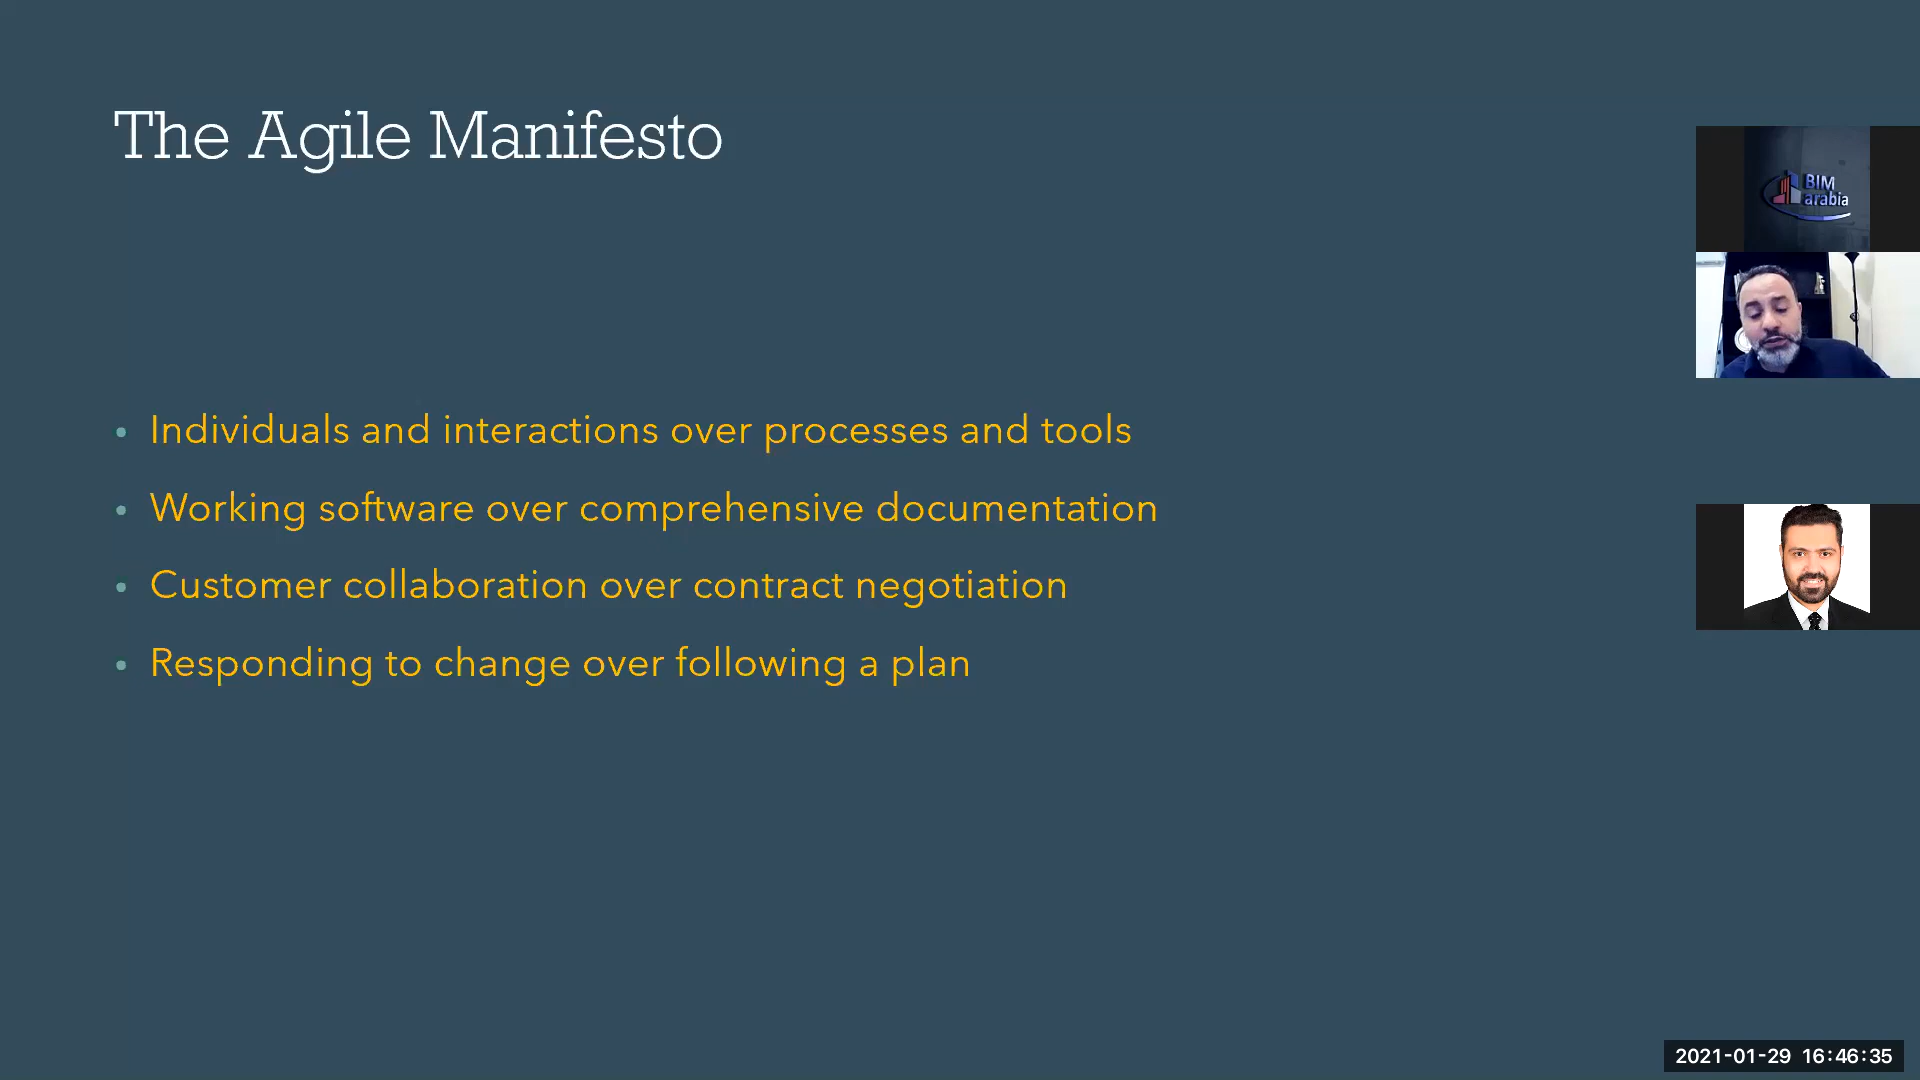 The Agile Manifesto
BIM
arabia
• Individuals and interactions over processes and tools
• Working software over comprehensive documentation
• Customer collaboration over contract negotiation
• Responding to change over following a plan
2021-01-29 16:46:35